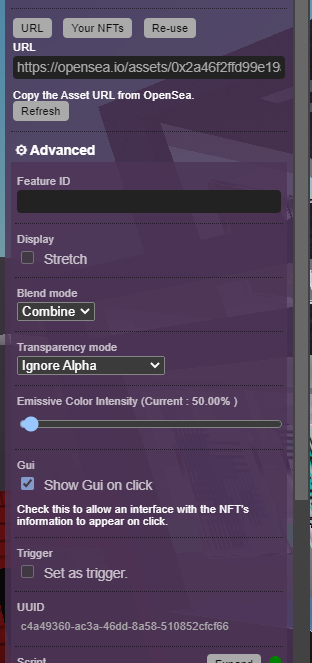 URL Your NFTs Re-use
URL
https://opensea.io/assets/0x2a46f2ffd99e19
Copy the Asset URL from OpenSea.
Refresh
Advanced
Feature ID
Display
Stretch
Blend mode
Combine
Transparency mode
Ignore Alpha
Emissive Color Intensity (Current : 50.00% )
Gui
Show Gui on click
Check this to allow an interface with the NFT's
information to appear on click.
Trigger
Set as trigger.
UUID
c4a49360-ac3a-46dd-8a58-510852cfcf66
Script Expand